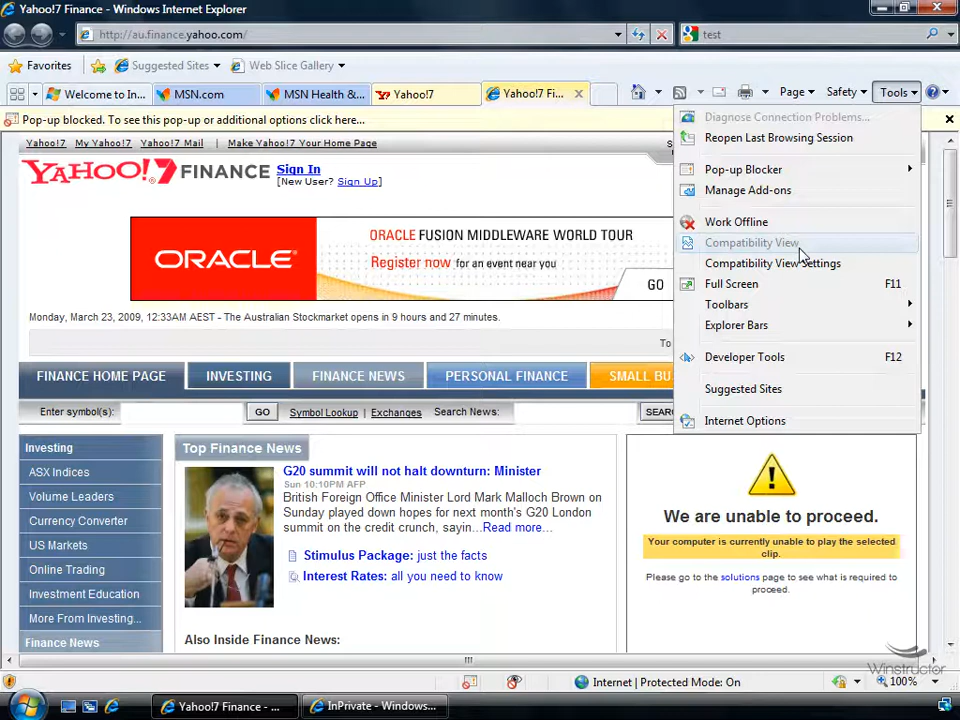 Yahoo!7 Finance - Windows Internet Explorer
http://au.finance.yahoo.com/
test
Favorites
Suggested Sites
Web Slice Gallery
Welcome to In...
MSN.com
MSN Health &...
Yahoo!7
Yahoo!7 Fi...
Page
Safety
Tools
Pop-up blocked. To see this pop-up or additional options click here...
Diagnose Connection Problems...
Reopen Last Browsing Session
Pop-up Blocker
Manage Add-ons
Work Offline
Compatibility View
Compatibility View Settings
Full Screen F11
Toolbars
Explorer Bars
Developer Tools F12
Suggested Sites
Internet Options
Yahoo!7 My Yahoo!7 Yahoo!7 Mail Make Yahoo!7 Your Home Page
YAHOO!7 FINANCE
Sign In
[New User? Sign Up]
ORACLE
ORACLE FUSION MIDDLEWARE WORLD TOUR
Register now for an event near you
GO
Monday, March 23, 2009, 12:33AM AEST - The Australian Stockmarket opens in 9 hours and 27 minutes.
To
FINANCE HOME PAGE
INVESTING
FINANCE NEWS
PERSONAL FINANCE
SMALL BU
Enter symbol(s): GO Symbol Lookup Exchanges Search News: SEAR
Investing
ASX Indices
Volume Leaders
Currency Converter
US Markets
Online Trading
Investment Education
More From Investing...
Finance News
Top Finance News
G20 summit will not halt downturn: Minister
Sun 10:10PM AFP
British Foreign Office Minister Lord Mark Malloch Brown on
Sunday played down hopes for next month's G20 London
summit on the credit crunch, sayin...Read more...
Stimulus Package: just the facts
Interest Rates: all you need to know
Also Inside Finance News:
We are unable to proceed.
Your computer is currently unable to play the selected
clip.
Please go to the solutions page to see what is required to
proceed.
Winstructor
Internet | Protected Mode: On
100%
Yahoo!7 Finance - ...
InPrivate - Windows...